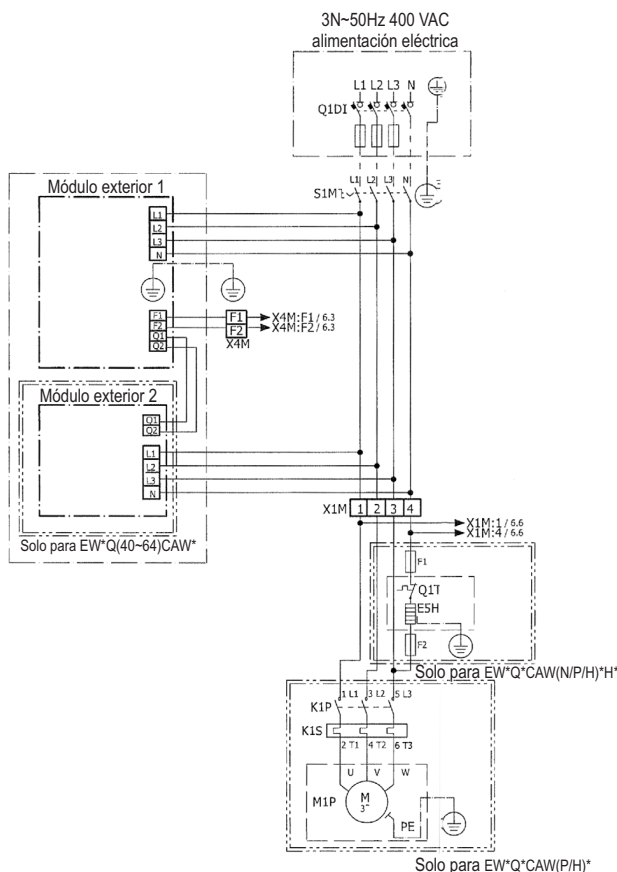 3N~50Hz 400 VAC
alimentación eléctrica
L1 L2 L3 N
Q1DI
L1 L2 L3 N
S1M
Módulo exterior 1
L1
L2
L3
N
F1
F2
Q1
Q2
F1
F2
X4M
X4M:F1/6.3
X4M:F2/6.3
Módulo exterior 2
Q1
Q2
L1
L2
L3
N
Solo para EW*Q(40~64)CAW*
X1M 1 2 3 4
X1M:1/6.6
X1M:4/6.6
F1
Q1T
E5H
F2
Solo para EW*Q*CAW(N/P/H)*H*
1 L1 3 L2 5 L3
K1P
K1S
2 T1 4 T2 6 T3
U V W
M1P
M
3~
PE
Solo para EW*Q*CAW(P/H)*